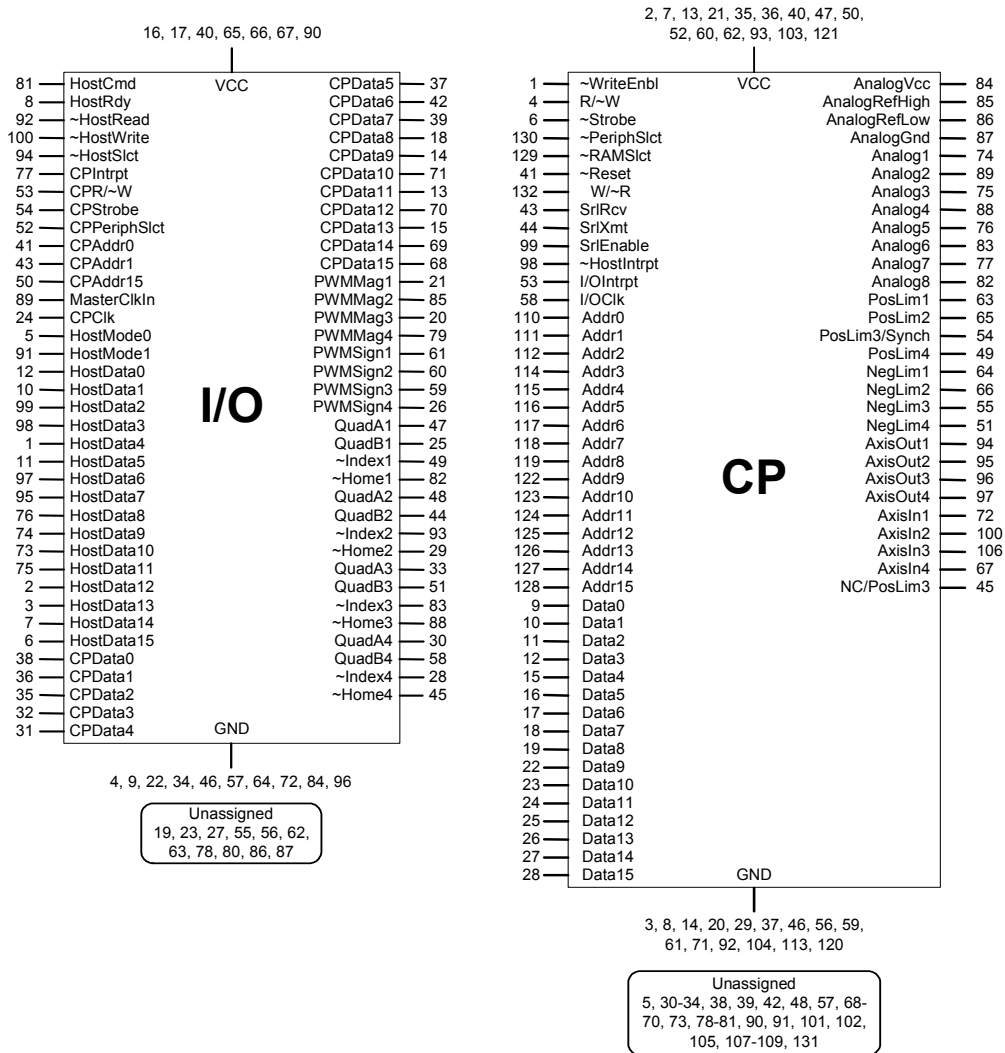 16, 17, 40, 65, 66, 67, 90
VCC
I/O
81 HostCmd
8 HostRdy
92 ~HostRead
100 ~HostWrite
94 ~HostSlct
77 CPIntrpt
53 CPR/~W
54 CPStrobe
52 CPPeriphSlct
41 CPAddr0
43 CPAddr1
50 CPAddr15
89 MasterClkIn
24 CPClk
5 HostMode0
91 HostMode1
12 HostData0
10 HostData1
99 HostData2
98 HostData3
1 HostData4
11 HostData5
97 HostData6
95 HostData7
76 HostData8
74 HostData9
73 HostData10
75 HostData11
2 HostData12
3 HostData13
7 HostData14
6 HostData15
38 CPData0
36 CPData1
35 CPData2
32 CPData3
31 CPData4
CPData5 37
CPData6 42
CPData7 39
CPData8 18
CPData9 14
CPData10 71
CPData11 13
CPData12 70
CPData13 15
CPData14 69
CPData15 68
PWMMag1 21
PWMMag2 85
PWMMag3 20
PWMMag4 79
PWMSign1 61
PWMSign2 60
PWMSign3 59
PWMSign4 26
QuadA1 47
QuadB1 25
~Index1 49
~Home1 82
QuadA2 48
QuadB2 44
~Index2 93
~Home2 29
QuadA3 33
QuadB3 51
~Index3 83
~Home3 88
QuadA4 30
QuadB4 58
~Index4 28
~Home4 45
GND
4, 9, 22, 34, 46, 57, 64, 72, 84, 96
Unassigned
19, 23, 27, 55, 56, 62,
63, 78, 80, 86, 87
2, 7, 13, 21, 35, 36, 40, 47, 50,
52, 60, 62, 93, 103, 121
VCC
CP
1 ~WriteEnbl
4 R/~W
6 ~Strobe
130 ~PeriphSlct
129 ~RAMSlct
41 ~Reset
132 W/~R
43 SrlRcv
44 SrlXmt
99 SrlEnable
98 ~HostIntrpt
53 I/OIntrpt
58 I/OClk
110 Addr0
111 Addr1
112 Addr2
114 Addr3
115 Addr4
116 Addr5
117 Addr6
118 Addr7
119 Addr8
122 Addr9
123 Addr10
124 Addr11
125 Addr12
126 Addr13
127 Addr14
128 Addr15
9 Data0
10 Data1
11 Data2
12 Data3
15 Data4
16 Data5
17 Data6
18 Data7
19 Data8
22 Data9
23 Data10
24 Data11
25 Data12
26 Data13
27 Data14
28 Data15
AnalogVcc 84
AnalogRefHigh 85
AnalogRefLow 86
AnalogGnd 87
Analog1 74
Analog2 89
Analog3 75
Analog4 88
Analog5 76
Analog6 83
Analog7 77
Analog8 82
PosLim1 63
PosLim2 65
PosLim3/Synch 54
PosLim4 49
NegLim1 64
NegLim2 66
NegLim3 55
NegLim4 51
AxisOut1 94
AxisOut2 95
AxisOut3 96
AxisOut4 97
AxisIn1 72
AxisIn2 100
AxisIn3 106
AxisIn4 67
NC/PosLim3 45
GND
3, 8, 14, 20, 29, 37, 46, 56, 59,
61, 71, 92, 104, 113, 120
Unassigned
5, 30-34, 38, 39, 42, 48, 57, 68-
70, 73, 78-81, 90, 91, 101, 102,
105, 107-109, 131